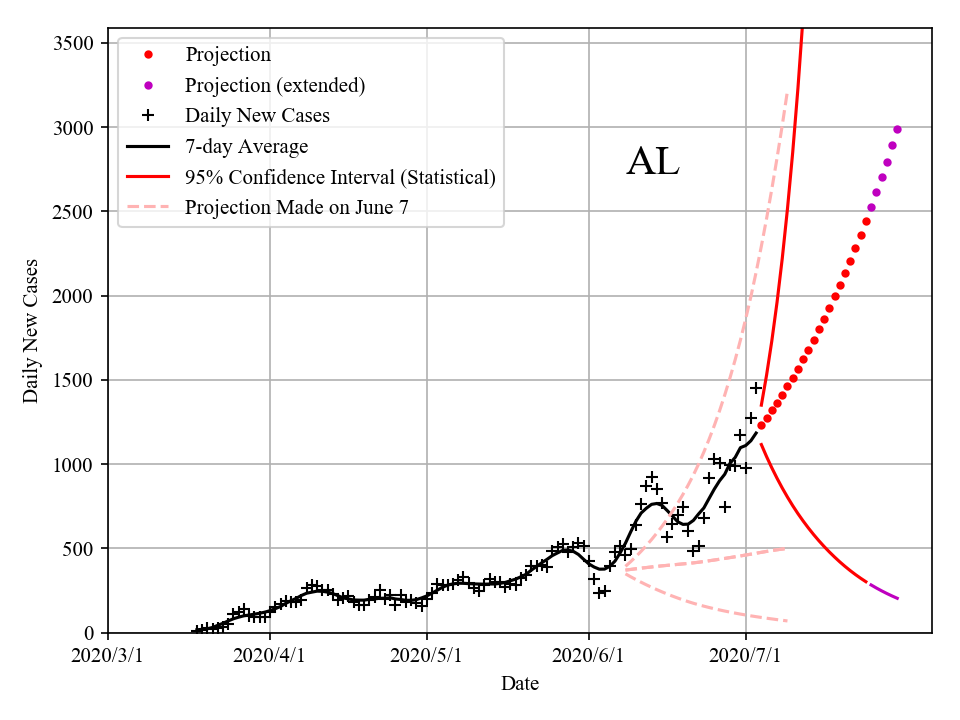 3500
3000
2500
2000
1500
1000
500
0
Projection
Projection (extended)
Daily New Cases
7-day Average
95% Confidence Interval (Statistical)
Projection Made on June 7
AL
Daily New Cases
2020/3/1
2020/4/1
2020/5/1
2020/6/1
2020/7/1
Date